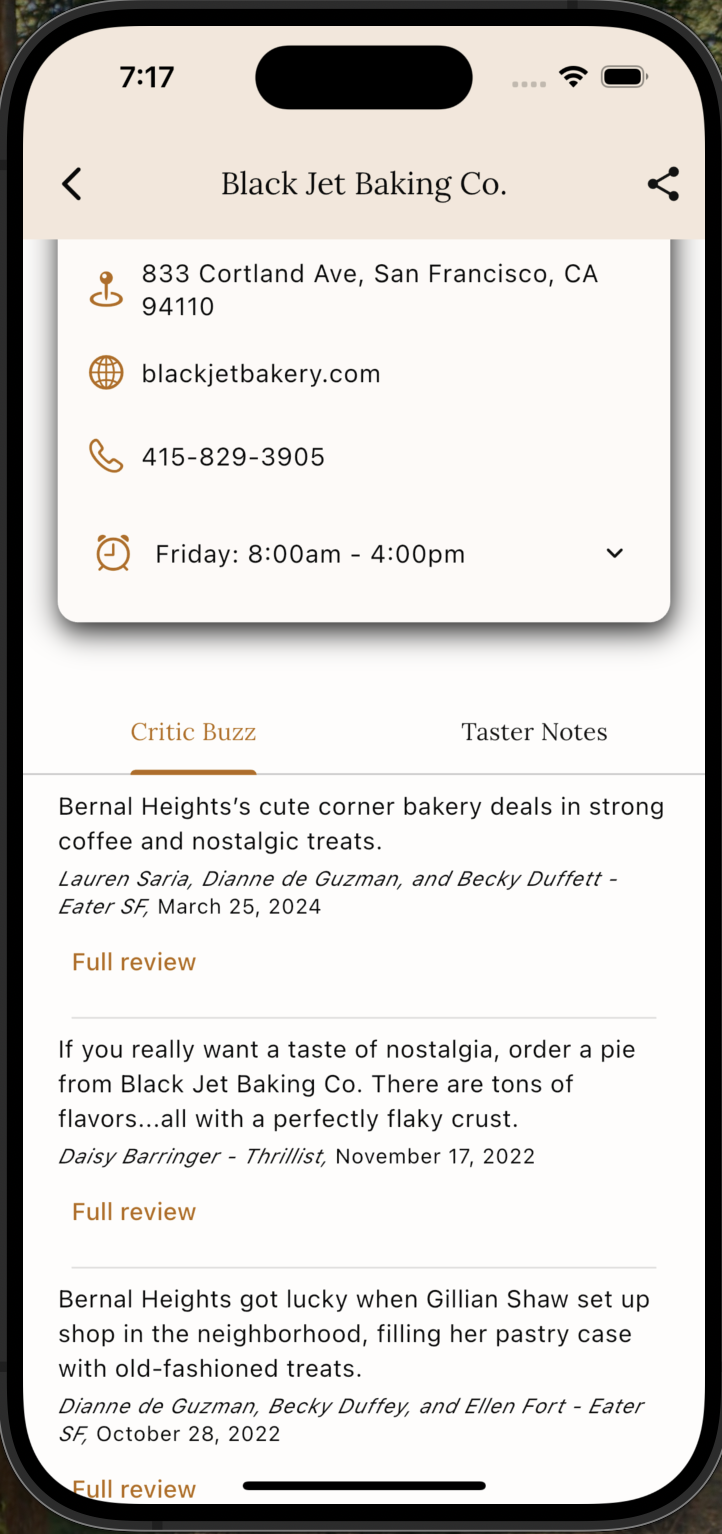 7:17
Black Jet Baking Co.
833 Cortland Ave, San Francisco, CA
94110
blackjetbakery.com
415-829-3905
Friday: 8:00am - 4:00pm
Critic Buzz
Taster Notes
Bernal Heights’s cute corner bakery deals in strong
coffee and nostalgic treats.
Lauren Saria, Dianne de Guzman, and Becky Duffett -
Eater SF, March 25, 2024
Full review
If you really want a taste of nostalgia, order a pie
from Black Jet Baking Co. There are tons of
flavors...all with a perfectly flaky crust.
Daisy Barringer - Thrillist, November 17, 2022
Full review
Bernal Heights got lucky when Gillian Shaw set up
shop in the neighborhood, filling her pastry case
with old-fashioned treats.
Dianne de Guzman, Becky Duffey, and Ellen Fort - Eater
SF, October 28, 2022
Full review